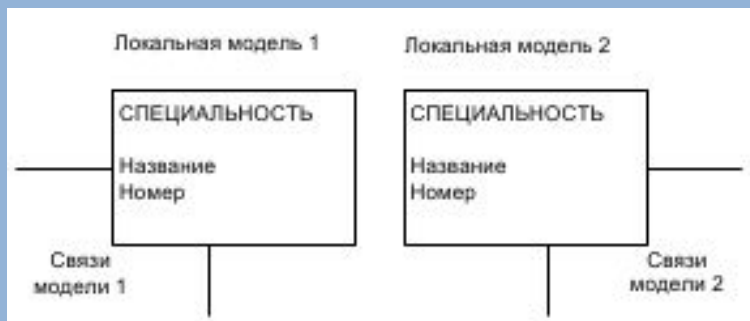 Локальная модель 1
Локальная модель 2
СПЕЦИАЛЬНОСТЬ
Название
Номер
СПЕЦИАЛЬНОСТЬ
Название
Номер
Связи
модели 1
Связи
модели 2